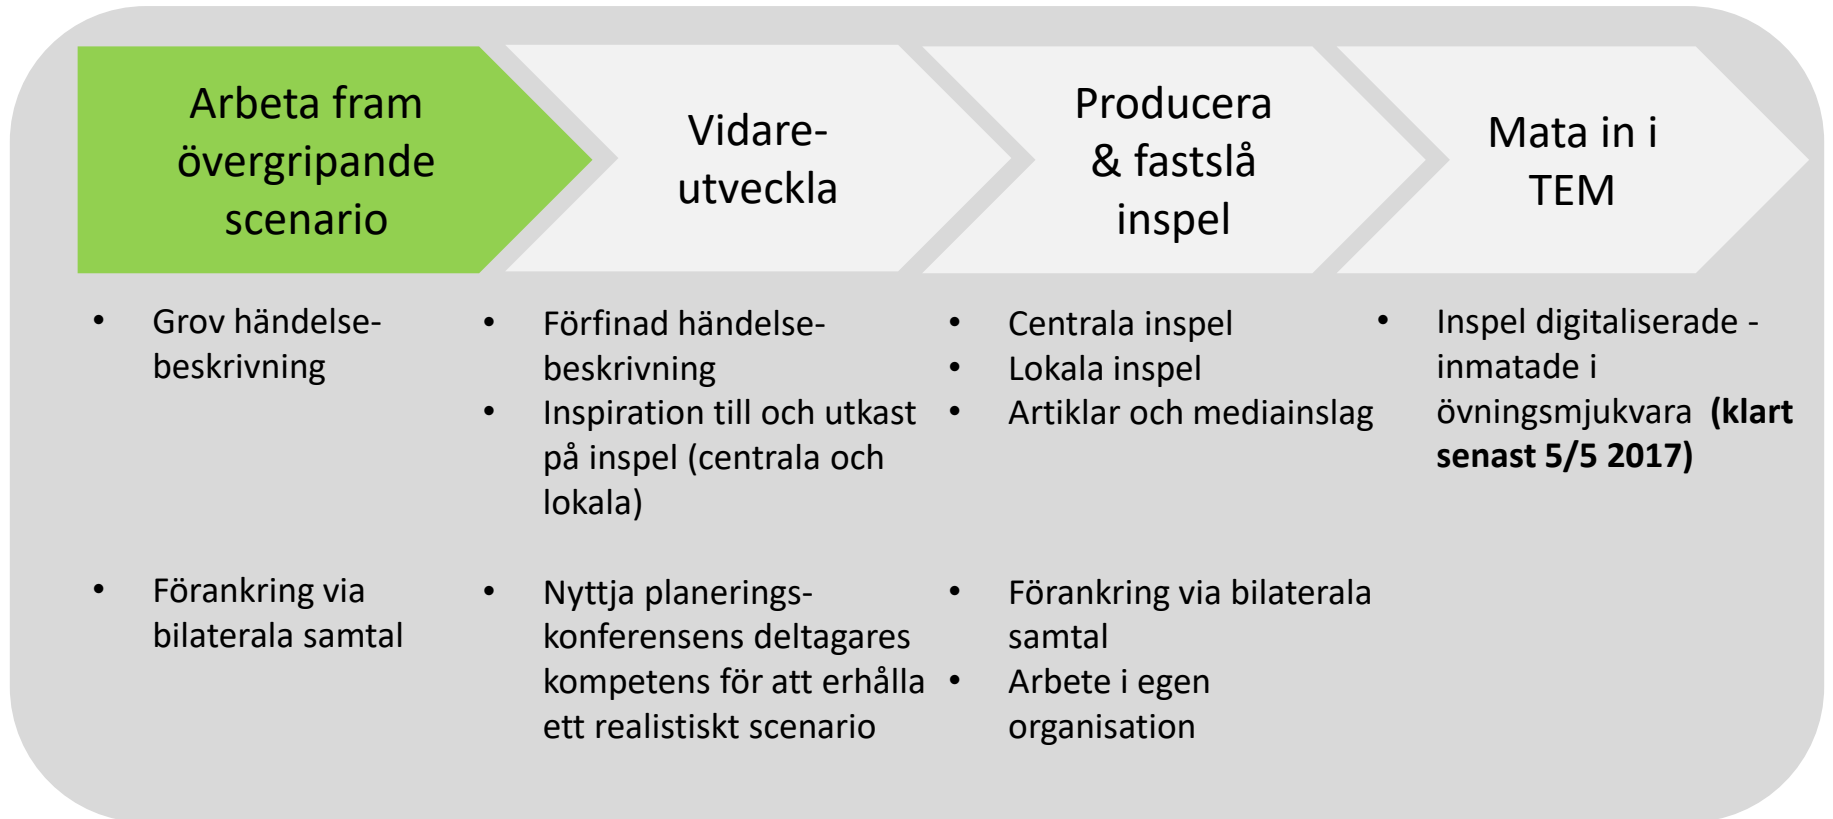 Arbeta fram
övergripande
scenario
Vidare-
utveckla
Producera
& fastslå
inspel
Mata in i
TEM
• Grov händelse-
beskrivning
• Förankring via
bilaterala samtal
• Förfinad händelse-
beskrivning
• Inspiration till och utkast
på inspel (centrala och
lokala)
• Nyttja planerings-
konferensens deltagares
kompetens för att erhålla
ett realistiskt scenario
• Centrala inspel
• Lokala inspel
• Artiklar och mediainslag
• Förankring via bilaterala
samtal
• Arbete i egen
organisation
• Inspel digitaliserade -
inmatade i
övningsmjukvara (klart
senast 5/5 2017)